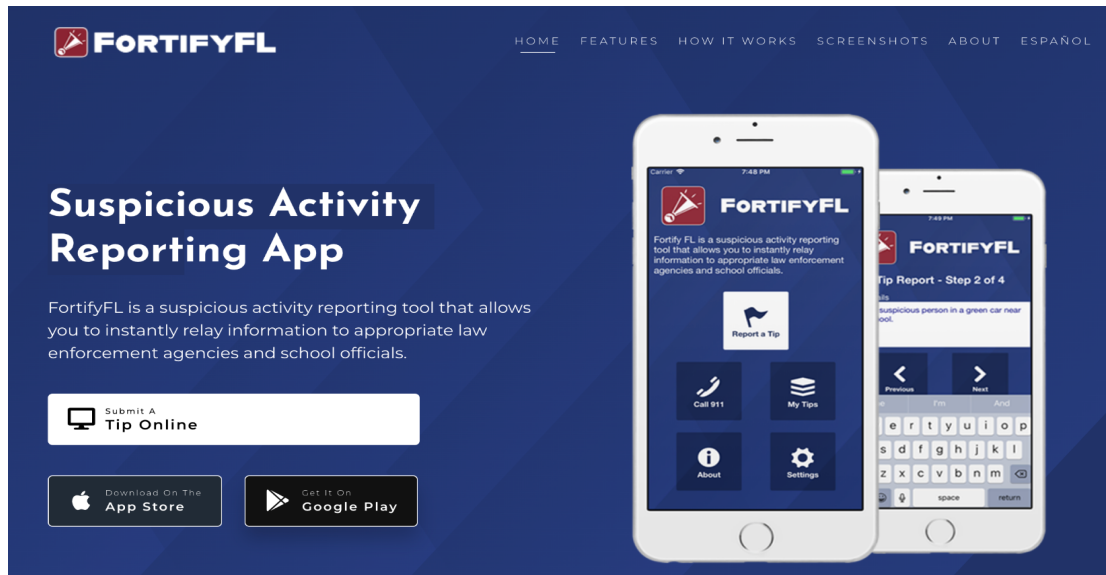 FORTIFYFL
HOME FEATURES HOW IT WORKS SCREENSHOTS ABOUT ESPAÑOL
Suspicious Activity
Reporting App
FortifyFL is a suspicious activity reporting tool that allows
you to instantly relay information to appropriate law
enforcement agencies and school officials.
Submit A
Tip Online
Download On The
App Store
Get It On
Google Play
Carrier 7:48 PM
FORTIFYFL
Fortify FL is a suspicious activity reporting
tool that allows you to instantly relay
information to appropriate law enforcement
agencies and school officials.
Report a Tip
Call 911 My Tips
About Settings
7:49 PM
FORTIFYFL
Tip Report - Step 2 of 4
suspicious person in a green car near
Previous Next
I'm And
e r t y u i o p
s d f g h j k l
z x c v b n m
space return